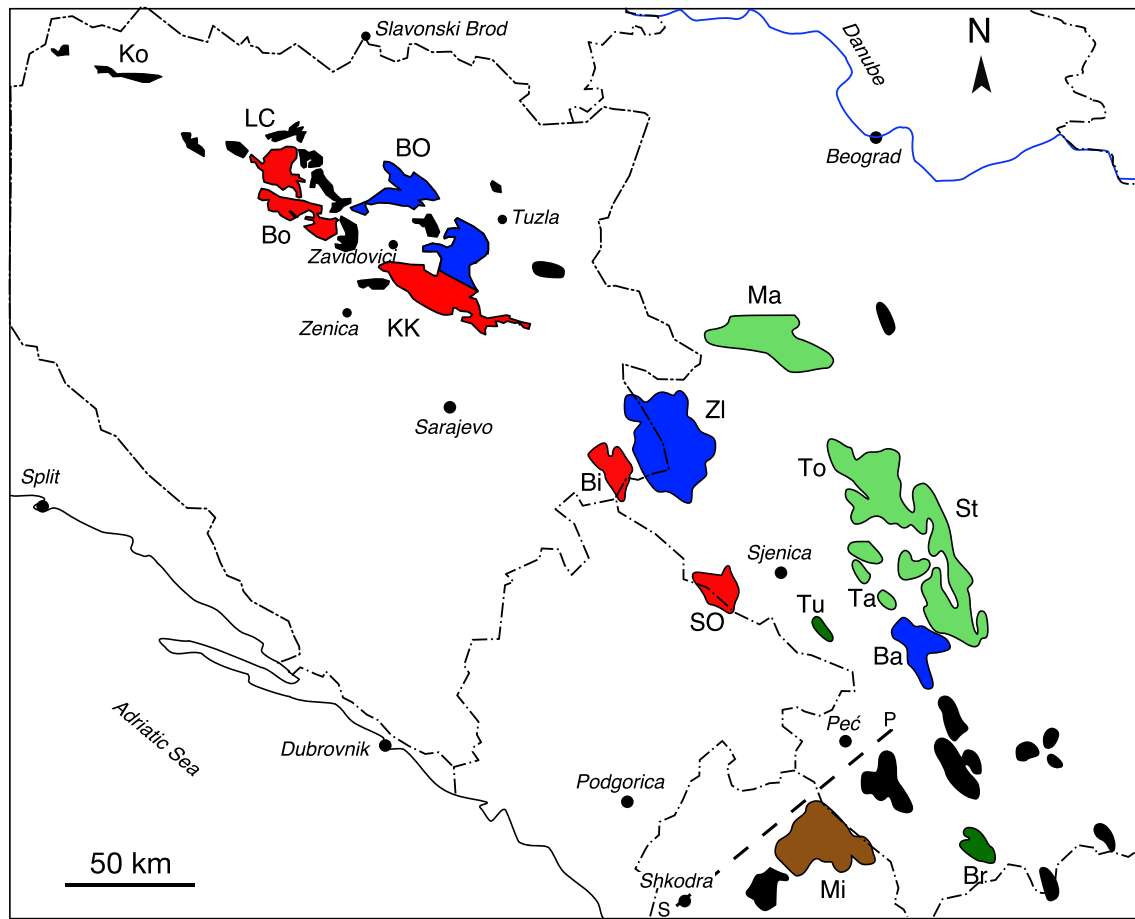 Slavonski Brod
Ko
N
Danube
LC
BO
Beograd
Tuzla
Bo
Zavidovici
Ma
Zenica
KK
Zl
Sarajevo
To
Split
Bi
St
Sjenica
Ta
Tu
SO
Ba
Adriatic Sea
Dubrovnik
Peć
P
Podgorica
50 km
Shkodra
S
Mi
Br